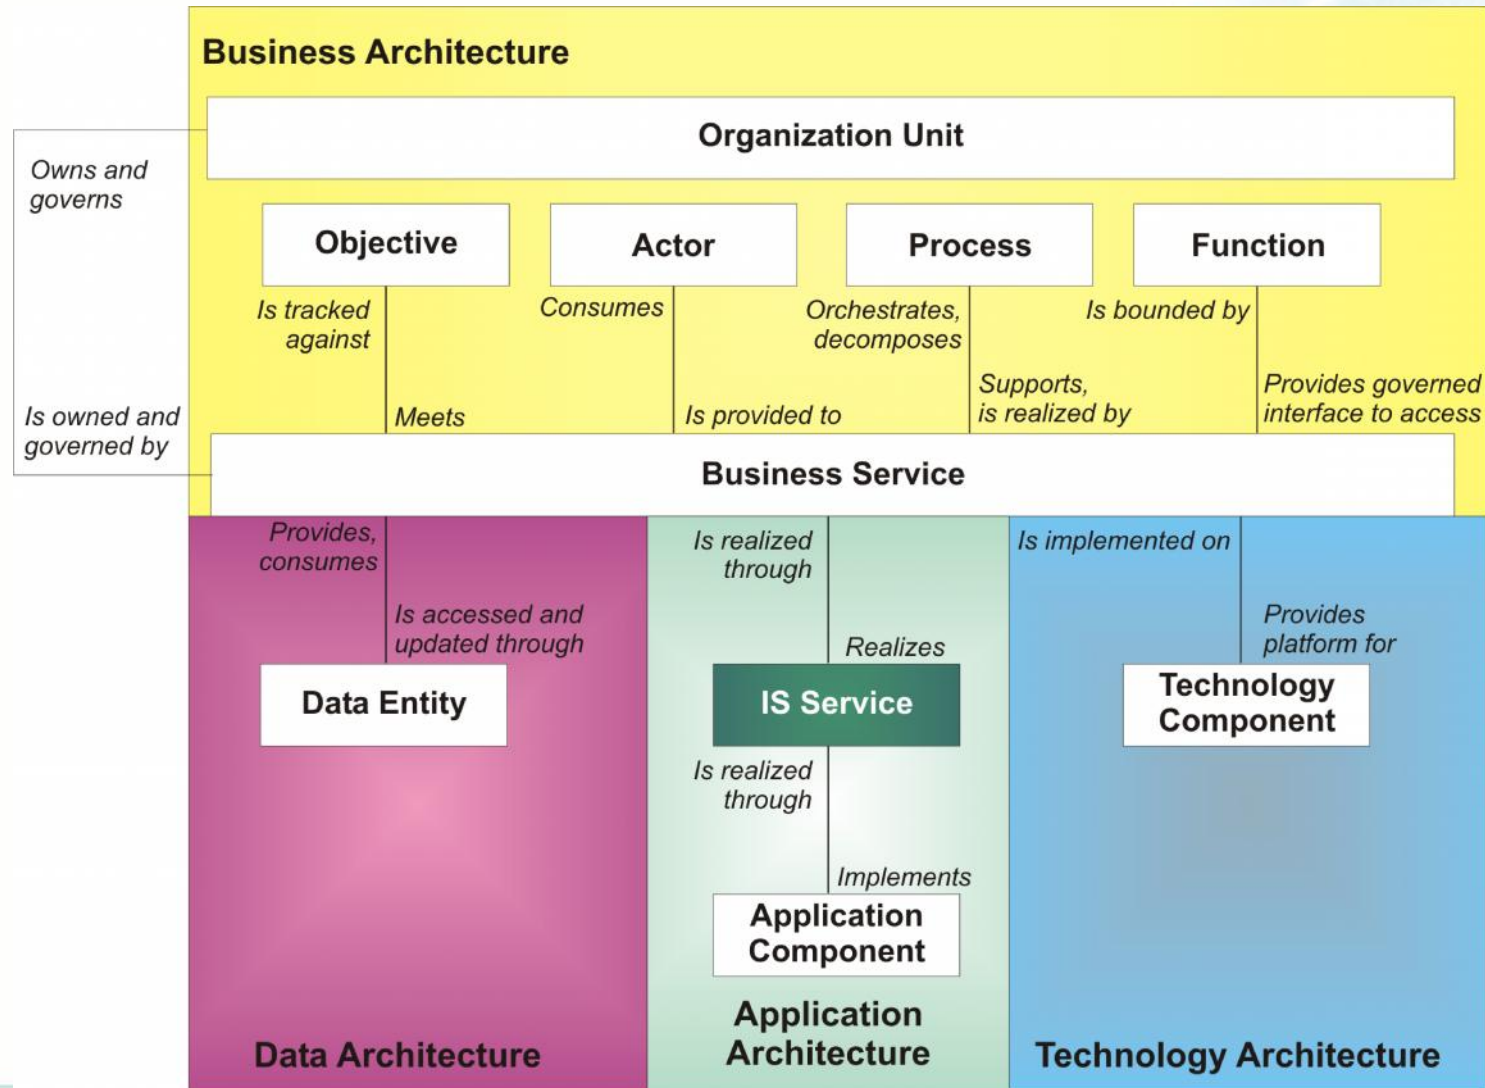 Business Architecture
Organization Unit
Owns and
governs
Objective
Actor
Process
Function
Is tracked
against
Consumes
Orchestrates,
decomposes
Is bounded by
Is owned and
governed by
Meets
Is provided to
Supports,
is realized by
Provides governed
interface to access
Business Service
Provides,
consumes
Is accessed and
updated through
Data Entity
Is realized
through
Realizes
IS Service
Is realized
through
Implements
Application
Component
Is implemented on
Provides
platform for
Technology
Component
Data Architecture
Application
Architecture
Technology Architecture